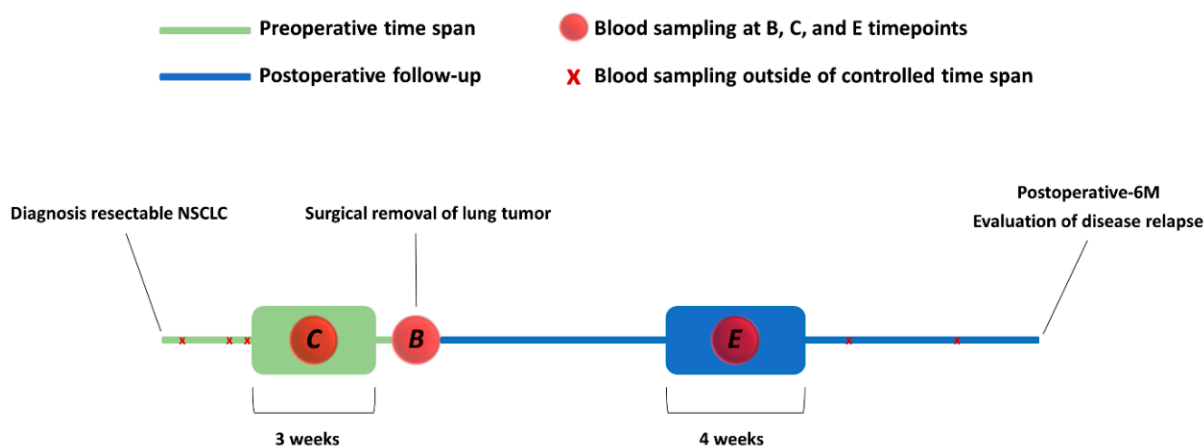 Preoperative time span
Blood sampling at B, C, and E timepoints
Postoperative follow-up
x Blood sampling outside of controlled time span
Postoperative-6M
Diagnosis resectable NSCLC
Surgical removal of lung tumor
Evaluation of disease relapse
x x x
C
B
E
x x
3 weeks
4 weeks